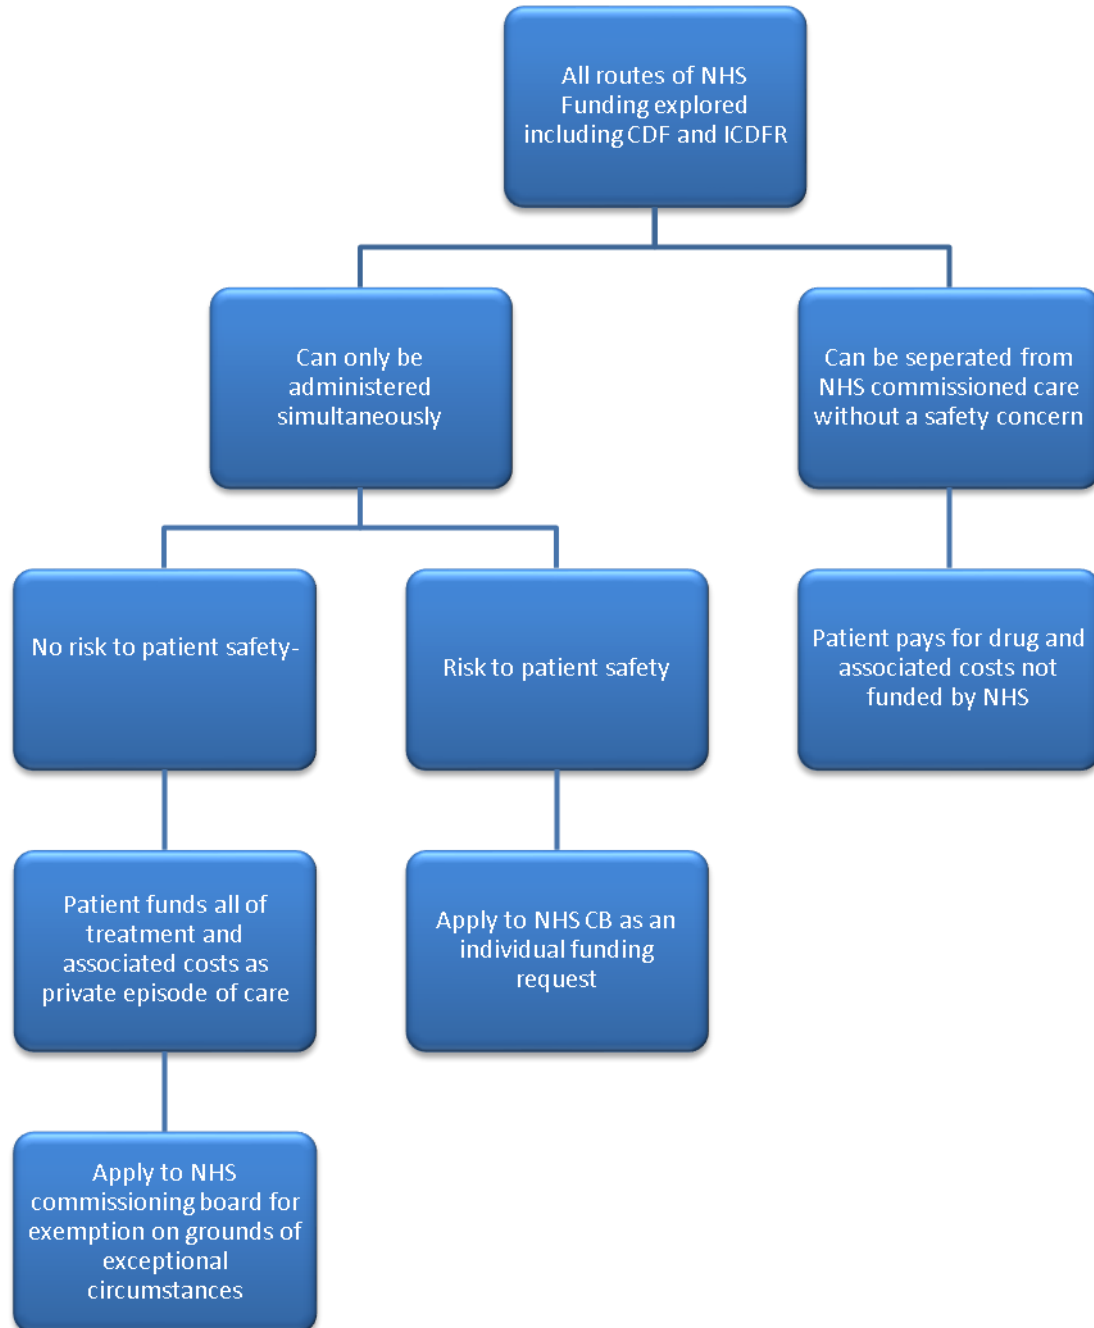 All routes of NHS
Funding explored
including CDF and ICDFR
Can only be
administered
simultaneously
Can be seperated from
NHS commissioned care
without a safety concern
No risk to patient safety-
Risk to patient safety
Patient pays for drug and
associated costs not
funded by NHS
Patient funds all of
treatment and
associated costs as
private episode of care
Apply to NHS CB as an
individual funding
request
Apply to NHS
commissioning board for
exemption on grounds of
exceptional
circumstances